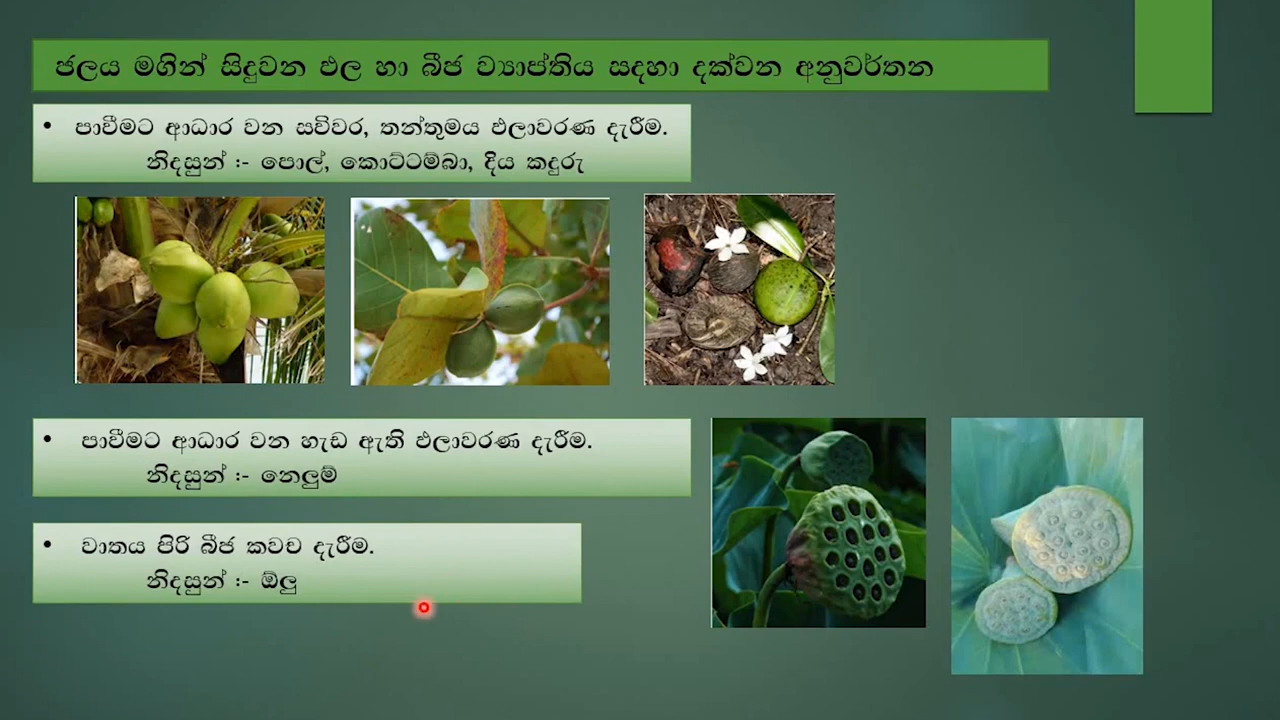 ජලය මගින් සිදුවන ඵල හා බීජ ව්‍යාප්තිය සඳහා දක්වන අනුවර්තන
• පාවීමට ආධාර වන සවිවර, තන්තුමය ඵලාවරණ දැරීම.
නිදසුන් :- පොල්, කොට්ටම්බා, දිය කදුරු
• පාවීමට ආධාර වන හැඩ ඇති ඵලාවරණ දැරීම.
නිදසුන් :- නෙලුම්
• වාතය පිරි බීජ කවච දැරීම.
නිදසුන් :- ඕලු